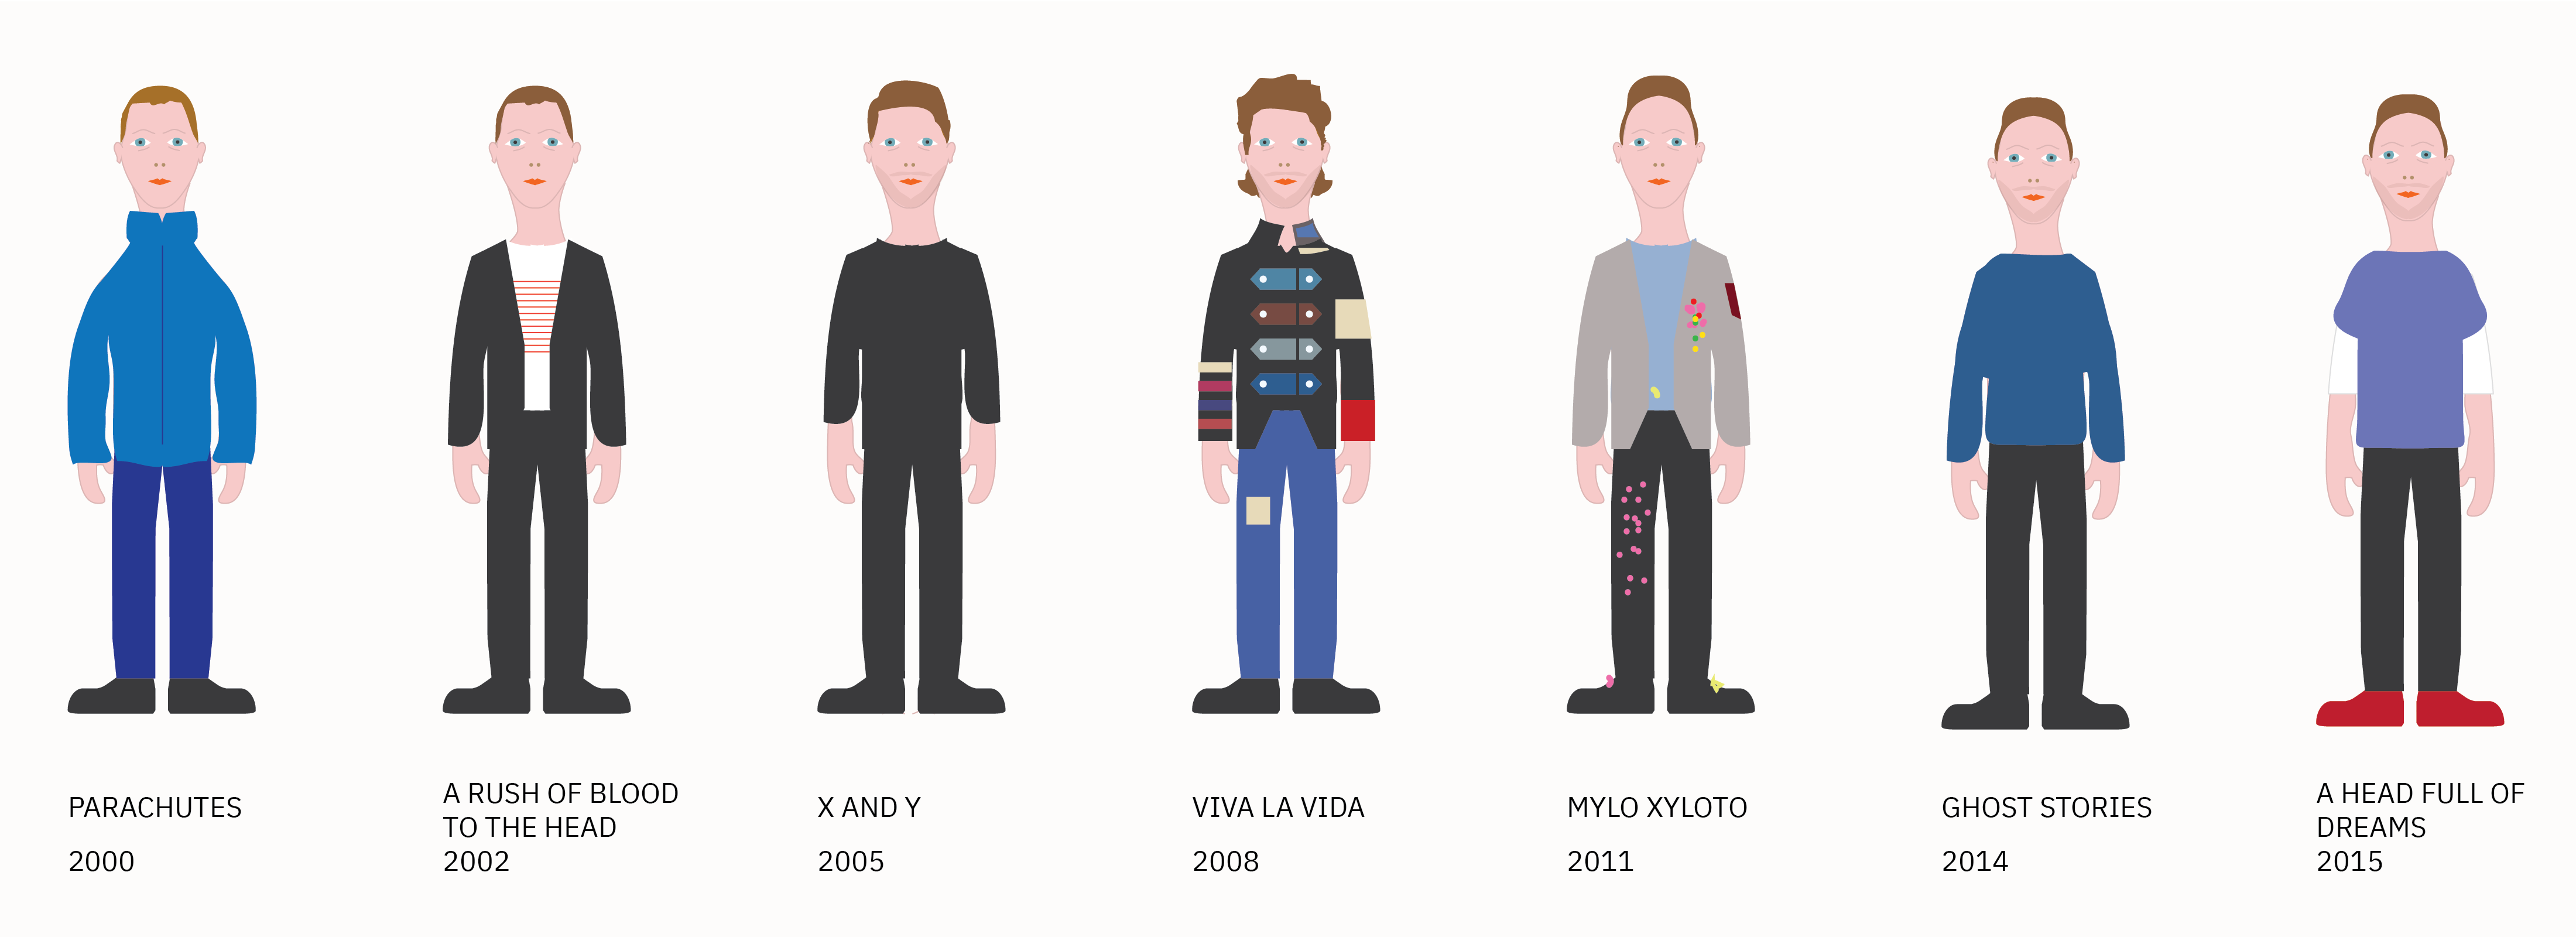 PARACHUTES
2000
A RUSH OF BLOOD
TO THE HEAD
2002
X AND Y
2005
VIVA LA VIDA
2008
MYLO XYLOTO
2011
GHOST STORIES
2014
A HEAD FULL OF
DREAMS
2015